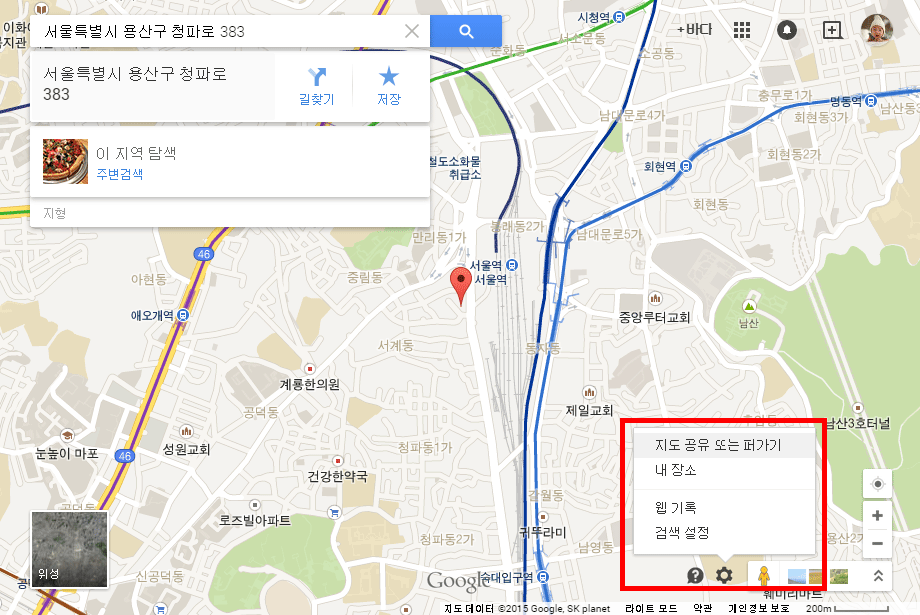 서울특별시 용산구 청파로 383
+바다
서울특별시 용산구 청파로
383
길찾기
저장
이 지역 탐색
주변검색
지형
시청역
서소문동
순화동
소공동
충무로1가
명동역
남대문로4가
회현동3가
회현동2가
회현역
회현동
철도소화물
취급소
봉래동2가
남대문로5가
만리동1가
46
서울역
서울역
아현동
중림동
애오개역
중앙루터교회
남산
서계동
동자동
계룡한의원
공덕동
제일교회
후암동
남산3호터널
지도 공유 또는 퍼가기
내 장소
웹 기록
검색 설정
눈높이 마포
성원교회
청파동1가
46
건강한약국
갈월동
공덕동
로즈빌아파트
귀뚜라미
청파동2가
남영동
용산2가
위성
신공덕동
Google
숙대입구역
웨미리마트
지도 데이터 ©2015 Google, SK planet
라이트 모드
약관
개인정보 보호
200m